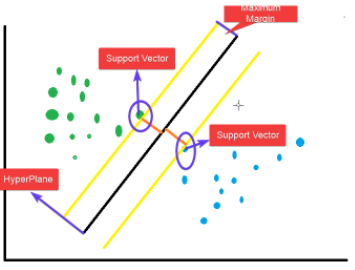 Maximum
Margin
Support Vector
Support Vector
HyperPlane